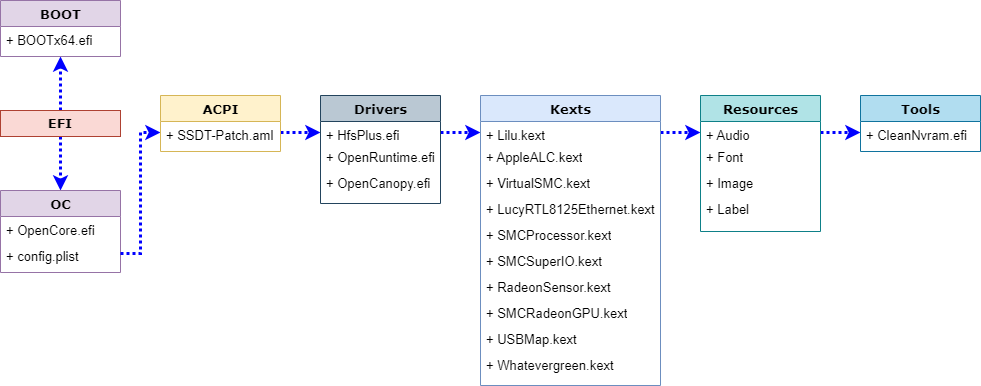 BOOT
+ BOOTx64.efi
EFI
OC
+ OpenCore.efi
+ config.plist
ACPI
+ SSDT-Patch.aml
Drivers
+ HfsPlus.efi
+ OpenRuntime.efi
+ OpenCanopy.efi
Kexts
+ Lilu.kext
+ AppleALC.kext
+ VirtualSMC.kext
+ LucyRTL8125Ethernet.kext
+ SMCProcessor.kext
+ SMCSuperIO.kext
+ RadeonSensor.kext
+ SMCRadeonGPU.kext
+ USBMap.kext
+ Whatevergreen.kext
Resources
+ Audio
+ Font
+ Image
+ Label
Tools
+ CleanNvram.efi